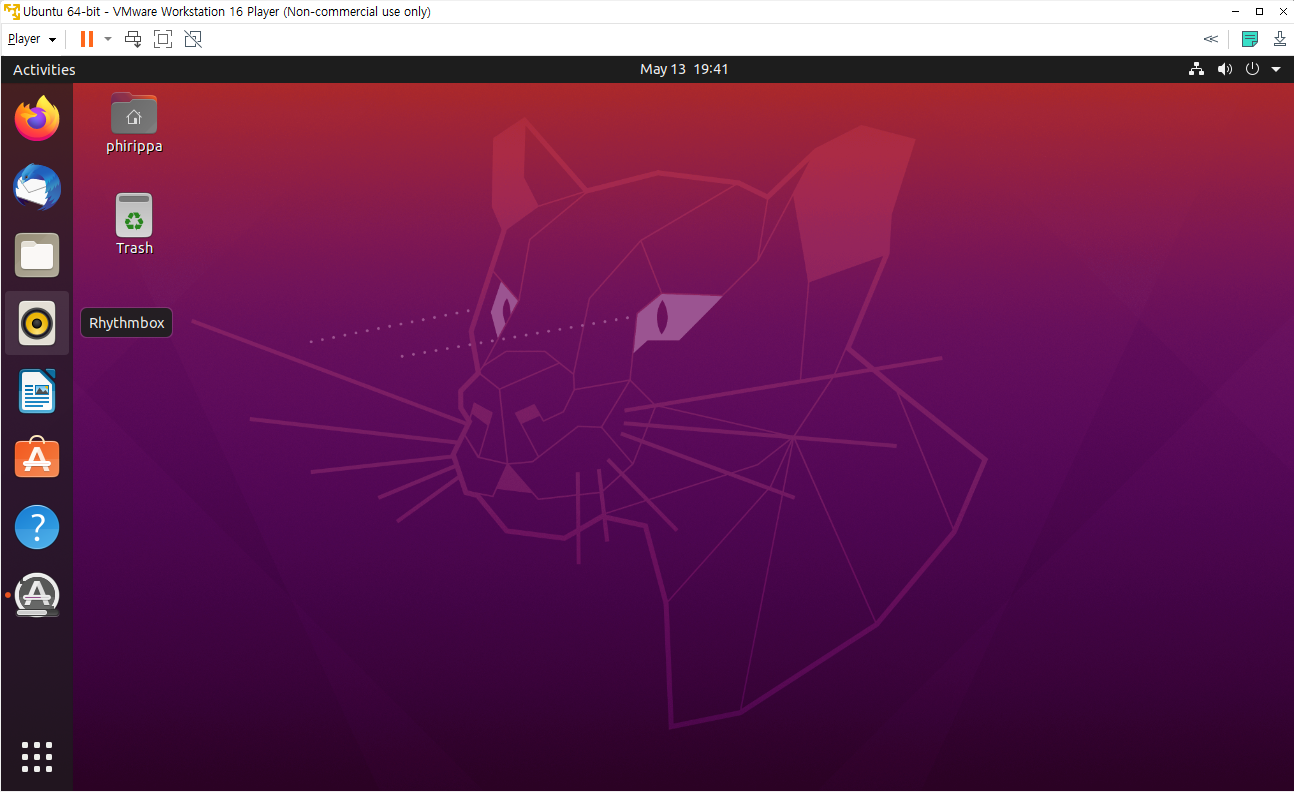 Ubuntu 64-bit - VMware Workstation 16 Player (Non-commercial use only)
Player
Activities
May 13 19:41
phirippa
Trash
Rhythmbox